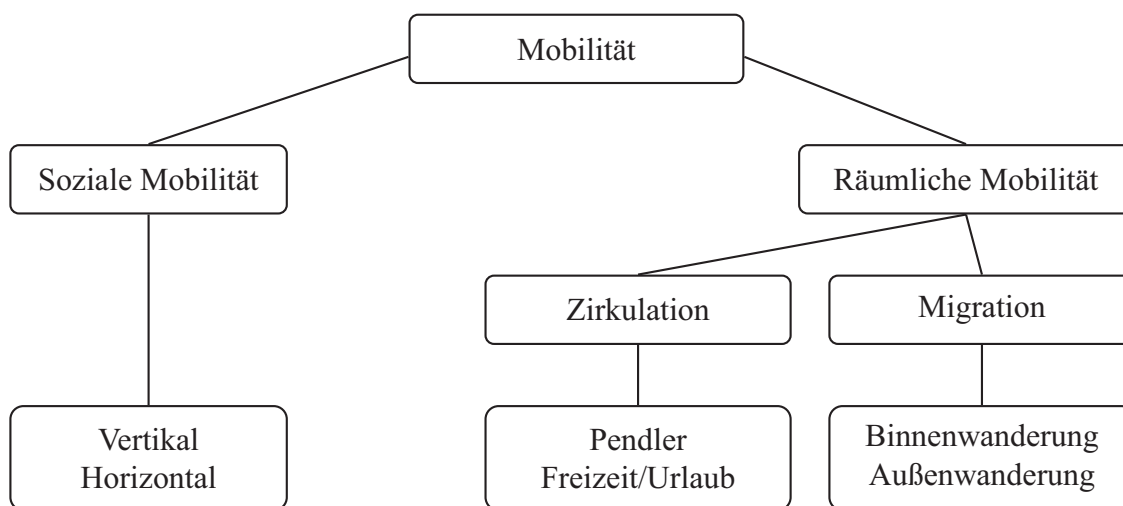 Mobilität
Soziale Mobilität
Räumliche Mobilität
Zirkulation
Migration
Vertikal
Horizontal
Pendler
Freizeit/Urlaub
Binnenwanderung
Außenwanderung